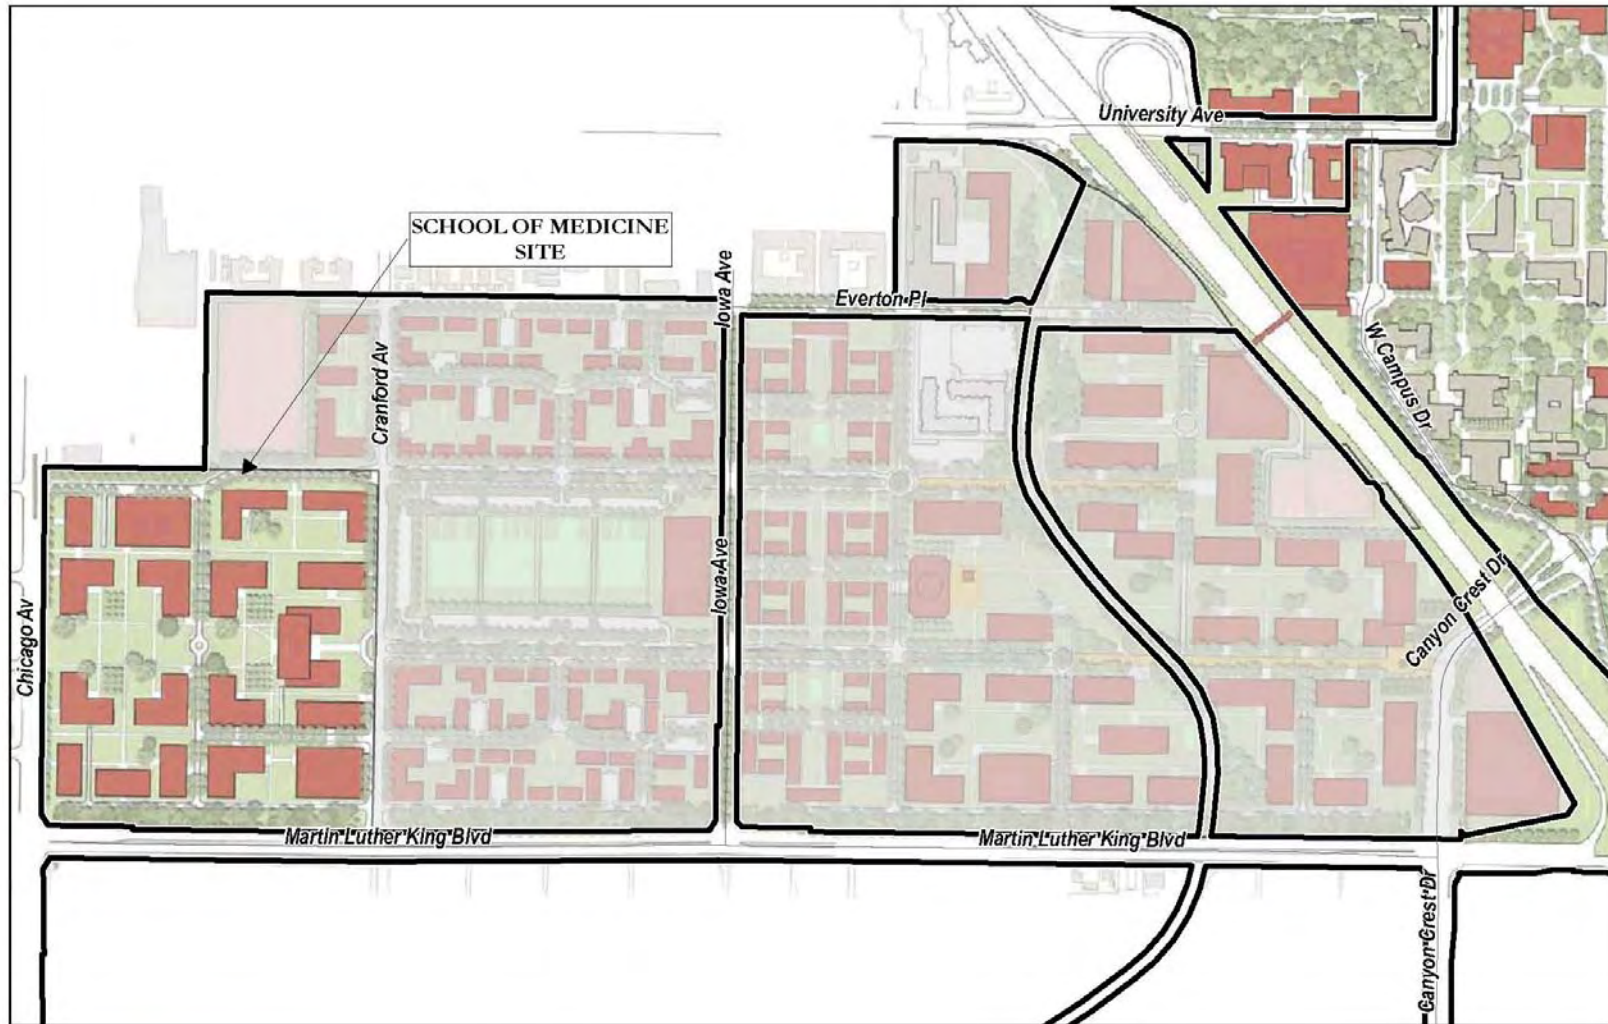 University Ave
SCHOOL OF MEDICINE
SITE
Iowa Ave
Everton Pl
Cranford Av
W Campus Dr
Iowa Ave
Chicago Av
Canyon Crest Dr
Martin Luther King Blvd
Martin Luther King Blvd
Canyon Crest Dr